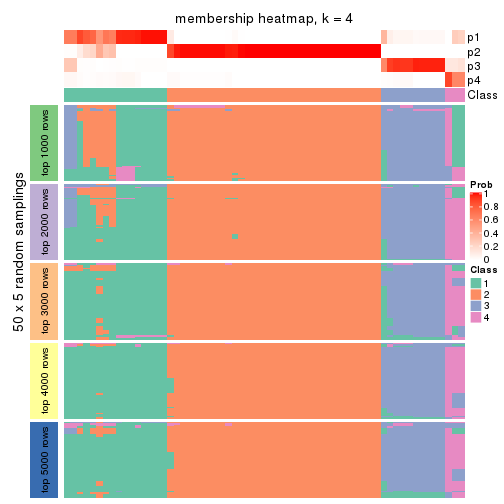 membership heatmap, k = 4
p1
p2
p3
p4
Class
50 x 5 random samplings
top 1000 rows
top 2000 rows
top 3000 rows
top 4000 rows
top 5000 rows
Prob
1
0.8
0.6
0.4
0.2
0
Class
1
2
3
4